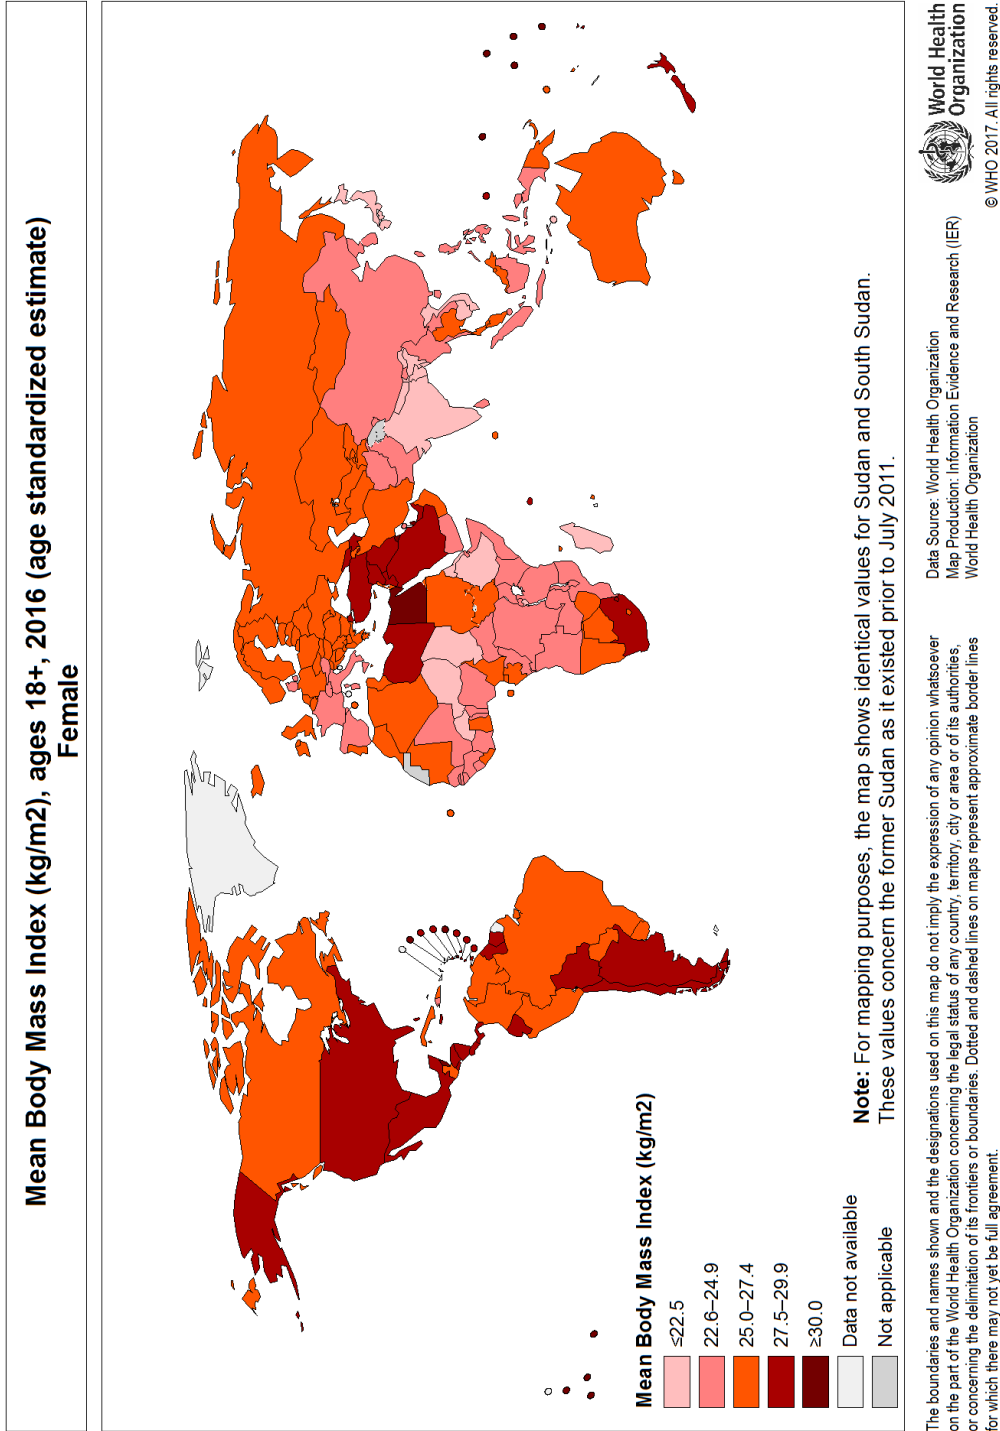 Mean Body Mass Index (kg/m2), ages 18+, 2016 (age standardized estimate)
Female
Mean Body Mass Index (kg/m2)
≤22.5
22.6–24.9
25.0–27.4
27.5–29.9
≥30.0
Data not available
Not applicable
Note: For mapping purposes, the map shows identical values for Sudan and South Sudan.
These values concern the former Sudan as it existed prior to July 2011.
The boundaries and names shown and the designations used on this map do not imply the expression of any opinion whatsoever
on the part of the World Health Organization concerning the legal status of any country, territory, city or area or of its authorities,
or concerning the delimitation of its frontiers or boundaries. Dotted and dashed lines on maps represent approximate border lines
for which there may not yet be full agreement.
Data Source: World Health Organization
Map Production: Information Evidence and Research (IER)
World Health Organization
World Health
Organization
© WHO 2017. All rights reserved.